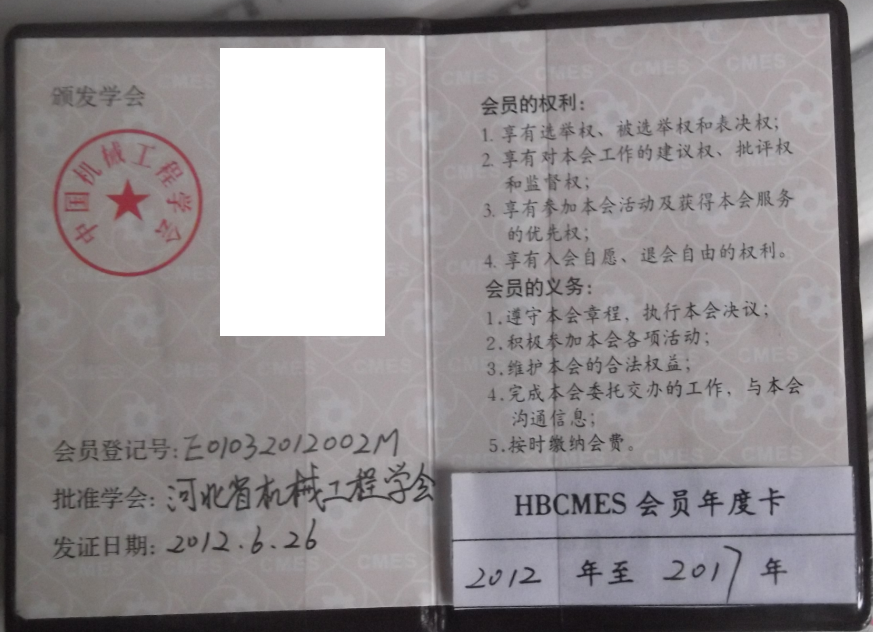 颁发学会
中国机械工程学会
会员登记号:E01032012002M
批准学会:河北省机械工程学会
发证日期:2012.6.26
会员的权利:
1. 享有选举权、被选举权和表决权;
2. 享有对本会工作的建议权、批评权
和监督权;
3. 享有参加本会活动及获得本会服务
的优先权;
4. 享有入会自愿、退会自由的权利。
会员的义务:
1.遵守本会章程,执行本会决议;
2.积极参加本会各项活动;
3.维护本会的合法权益;
4.完成本会委托交办的工作,与本会
沟通信息;
5.按时缴纳会费。
HBCMES 会员年度卡
2012 年至 2017 年
CMES